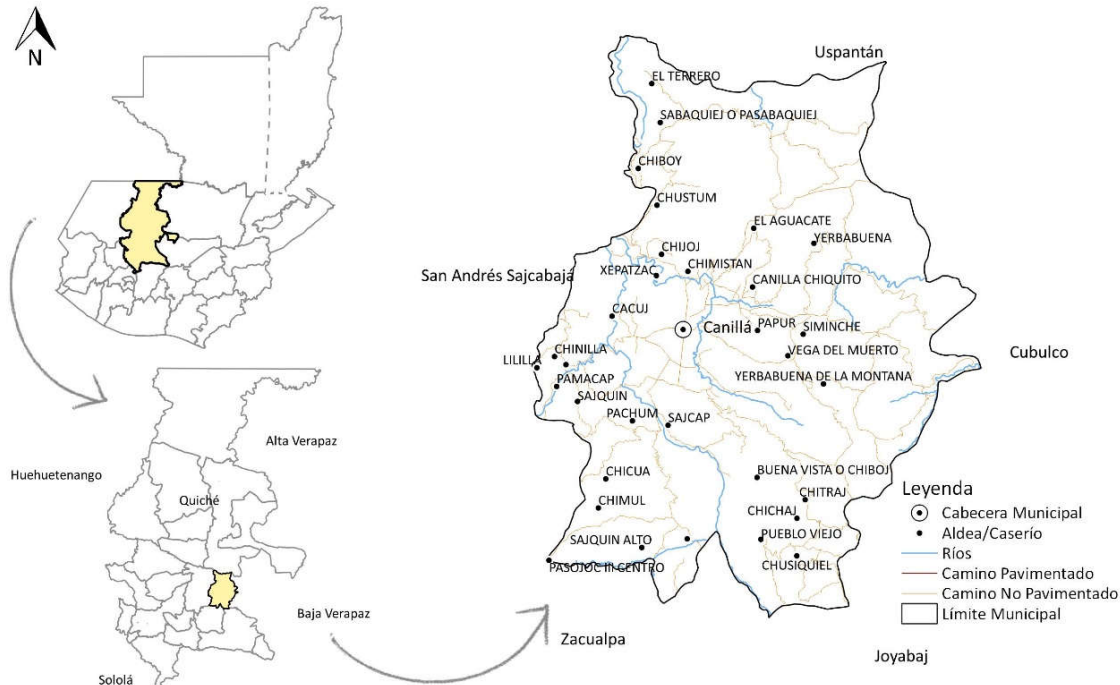 N
Huehuetenango
Alta Verapaz
Quiché
Baja Verapaz
Sololá
Uspantán
EL TERRERO
SABAQUIEJ O PASABAQUIEJ
CHIBOY
CHUSTUM
EL AGUACATE
YERBABUENA
CHIJOJ
CHIMISTAN
XEPATZAC
San Andrés Sajcabajá
CANILLA CHIQUITO
CACUJ
Canillá
PAPUR
SIMINCHE
CHINILLA
VEGA DEL MUERTO
LILILLA
Cubulco
PAMACAP
YERBABUENA DE LA MONTANA
SAJQUIN
PACHUM
SAJCAP
CHICUA
BUENA VISTA O CHIBOJ
CHIMUL
CHITRAJ
CHICHAJ
SAJQUIN ALTO
PUEBLO VIEJO
PASOJOC III CENTRO
CHUSIQUIEL
Zacualpa
Joyabaj
Leyenda
Cabecera Municipal
Aldea/Caserío
Ríos
Camino Pavimentado
Camino No Pavimentado
Límite Municipal